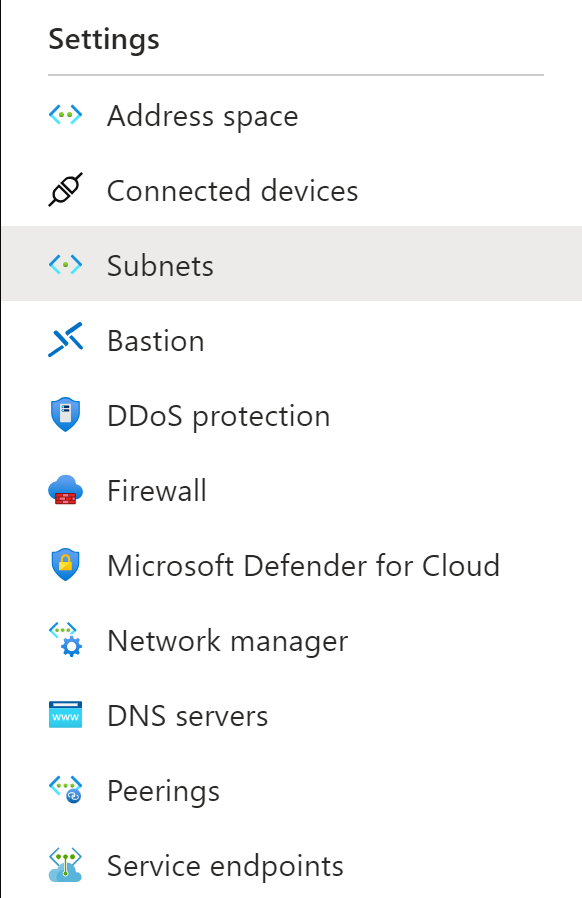 Settings
Address space
Connected devices
Subnets
Bastion
DDoS protection
Firewall
Microsoft Defender for Cloud
Network manager
www
DNS servers
Peerings
Service endpoints